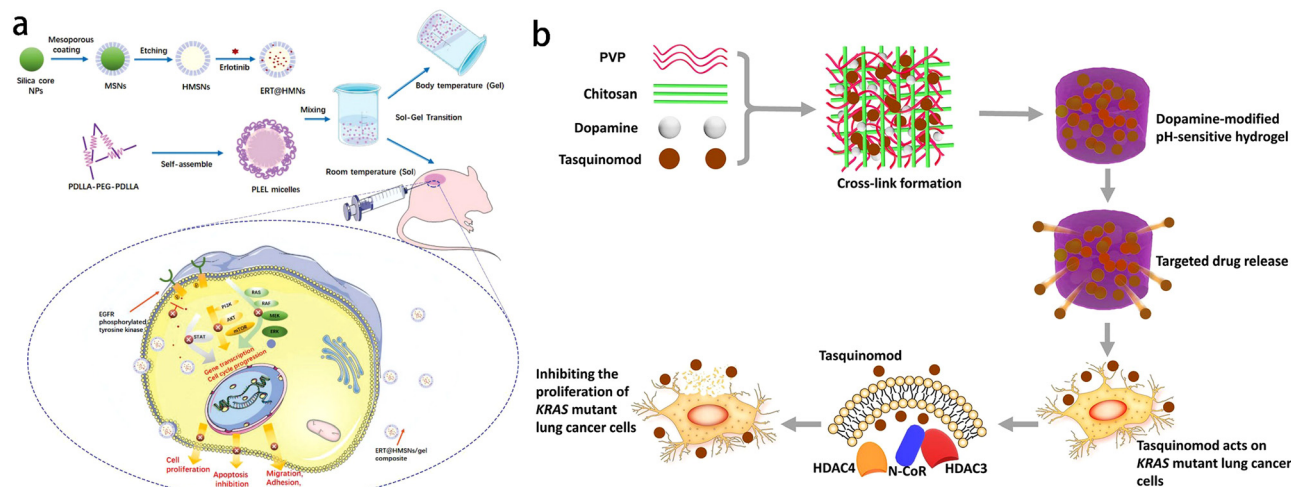 a
Mesoporous
coating
Etching
Erlotinib
Silica core
NPs
MSNs
HMSNs
ERT@HMNs
Body temperature (Gel)
Mixing
Sol-Gel Transition
Self-assemble
PDLLA-PEG-PDLLA
PLEL micelles
Room temperature (Sol)
EGFR
phosphorylated
tyrosine kinase
RAS
RAF
MEK
ERK
PI3K
AKT
mTOR
STAT
Gene transcription
Cell cycle progression
Cell
proliferation
Apoptosis
inhibition
Migration,
Adhesion,
ERT@HMSNs/gel
composite
b
PVP
Chitosan
Dopamine
Tasquinomod
Cross-link formation
Dopamine-modified
pH-sensitive hydrogel
Targeted drug release
Tasquinomod acts on
KRAS mutant lung cancer
cells
Tasquinomod
HDAC4
N-CoR
HDAC3
Inhibiting the
proliferation of
KRAS mutant
lung cancer cells